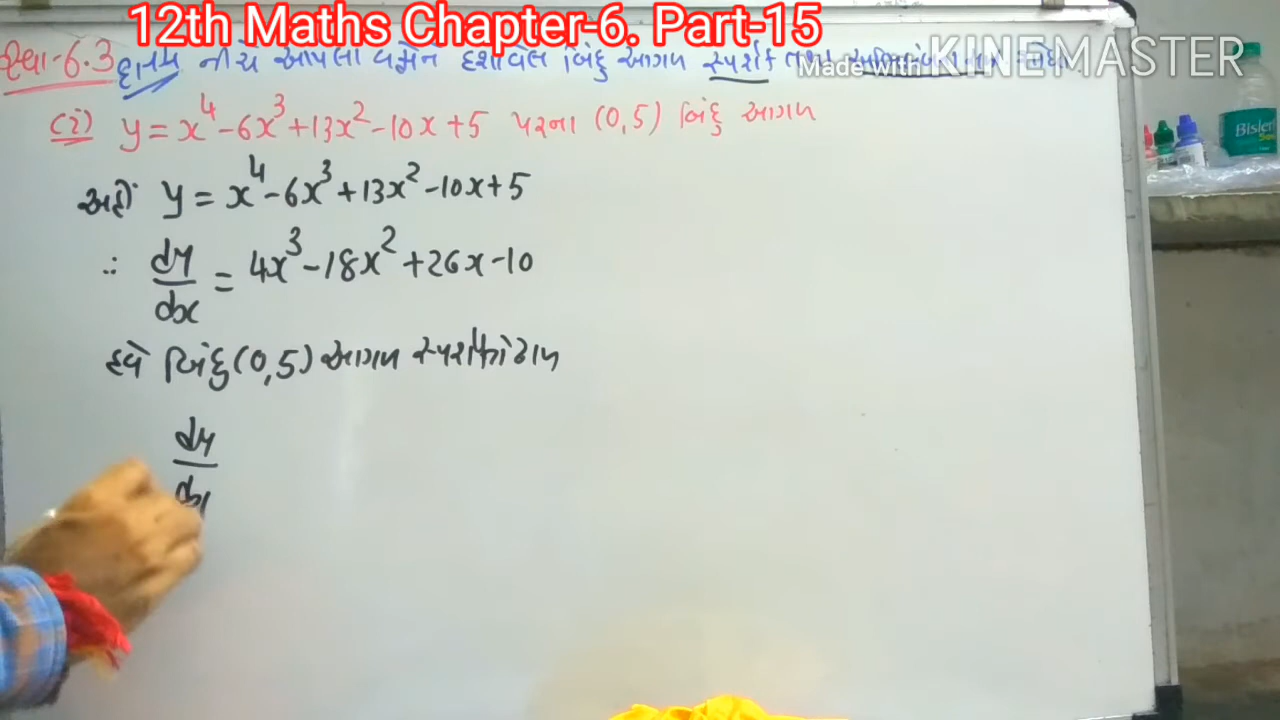 12th Maths Chapter-6. Part-15
Made with KINEMASTER
6.3 નીચે આપેલા વક્રોને દર્શાવેલ બિંદુ આગળ સ્પર્શક તથા
(i) y = x⁴ - 6x³ + 13x² - 10x + 5 પરના (0, 5) બિંદુ આગળ
Bisleri
અહીં y = x⁴ - 6x³ + 13x² - 10x + 5
∴ dy/dx = 4x³ - 18x² + 26x - 10
હવે બિંદુ (0, 5) આગળ સ્પર્શકનો ઢાળ
dy/dx